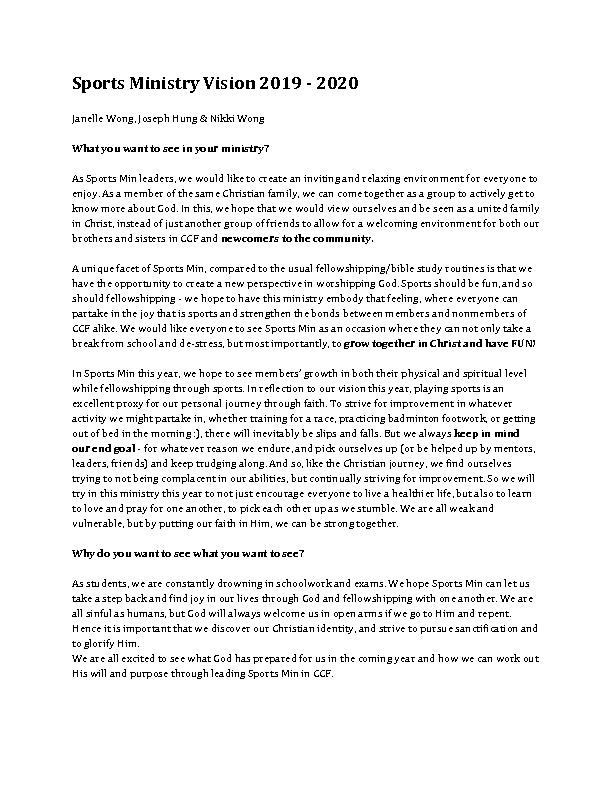 Sports Ministry Vision 2019 - 2020
Janelle Wong, Joseph Hung & Nikki Wong
What you want to see in your ministry?
As Sports Min leaders, we would like to create an inviting and relaxing environment for everyone to
enjoy. As a member of the same Christian family, we can come together as a group to actively get to
know more about God. In this, we hope that we would view ourselves and be seen as a united family
in Christ, instead of just another group of friends to allow for a welcoming environment for both our
brothers and sisters in CCF and newcomers to the community.
A unique facet of Sports Min, compared to the usual fellowshipping/bible study routines is that we
have the opportunity to create a new perspective in worshipping God. Sports should be fun, and so
should fellowshipping - we hope to have this ministry embody that feeling, where everyone can
partake in the joy that is sports and strengthen the bonds between members and nonmembers of
CCF alike. We would like everyone to see Sports Min as an occasion where they can not only take a
break from school and de-stress, but most importantly, to grow together in Christ and have FUN!
In Sports Min this year, we hope to see members' growth in both their physical and spiritual level
while fellowshipping through sports. In reflection to our vision this year, playing sports is an
excellent proxy for our personal journey through faith. To strive for improvement in whatever
activity we might partake in, whether training for a race, practicing badminton footwork, or getting
out of bed in the morning :), there will inevitably be slips and falls. But we always keep in mind
our end goal - for whatever reason we endure, and pick ourselves up (or be helped up by mentors,
leaders, friends) and keep trudging along. And so, like the Christian journey, we find ourselves
trying to not being complacent in our abilities, but continually striving for improvement. So we will
try in this ministry this year to not just encourage everyone to live a healthier life, but also to learn
to love and pray for one another, to pick each other up as we stumble. We are all weak and
vulnerable, but by putting our faith in Him, we can be strong together.
Why do you want to see what you want to see?
As students, we are constantly drowning in schoolwork and exams. We hope Sports Min can let us
take a step back and find joy in our lives through God and fellowshipping with one another. We are
all sinful as humans, but God will always welcome us in open arms if we go to Him and repent.
Hence it is important that we discover our Christian identity, and strive to pursue sanctification and
to glorify Him.
We are all excited to see what God has prepared for us in the coming year and how we can work out
His will and purpose through leading Sports Min in CCF.